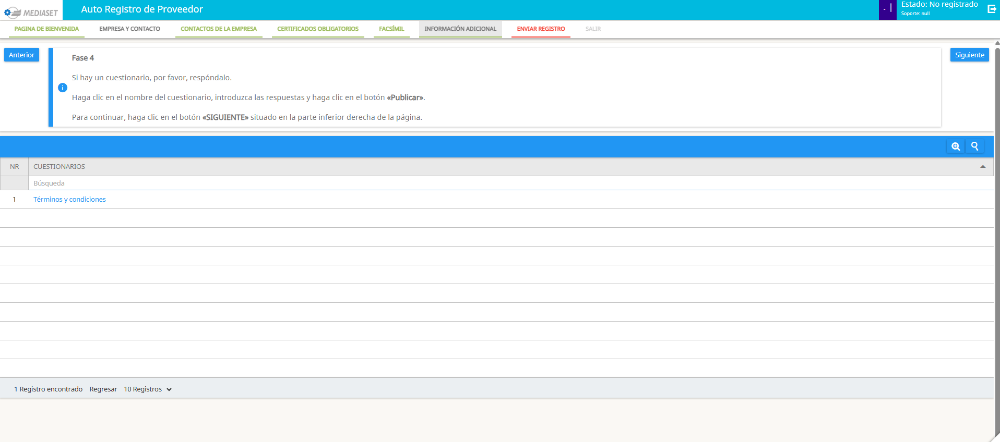 MEDIASET
Auto Registro de Proveedor
Estado: No registrado
Soporte: null
PAGINA DE BIENVENIDA EMPRESA Y CONTACTO CONTACTOS DE LA EMPRESA CERTIFICADOS OBLIGATORIOS FACSÍMIL INFORMACIÓN ADICIONAL ENVIAR REGISTRO SALIR
Anterior
Siguiente
Fase 4
Si hay un cuestionario, por favor, respóndalo.
Haga clic en el nombre del cuestionario, introduzca las respuestas y haga clic en el botón «Publicar».
Para continuar, haga clic en el botón «SIGUIENTE» situado en la parte inferior derecha de la página.
NR CUESTIONARIOS
Búsqueda
1 Términos y condiciones
1 Registro encontrado Regresar 10 Registros